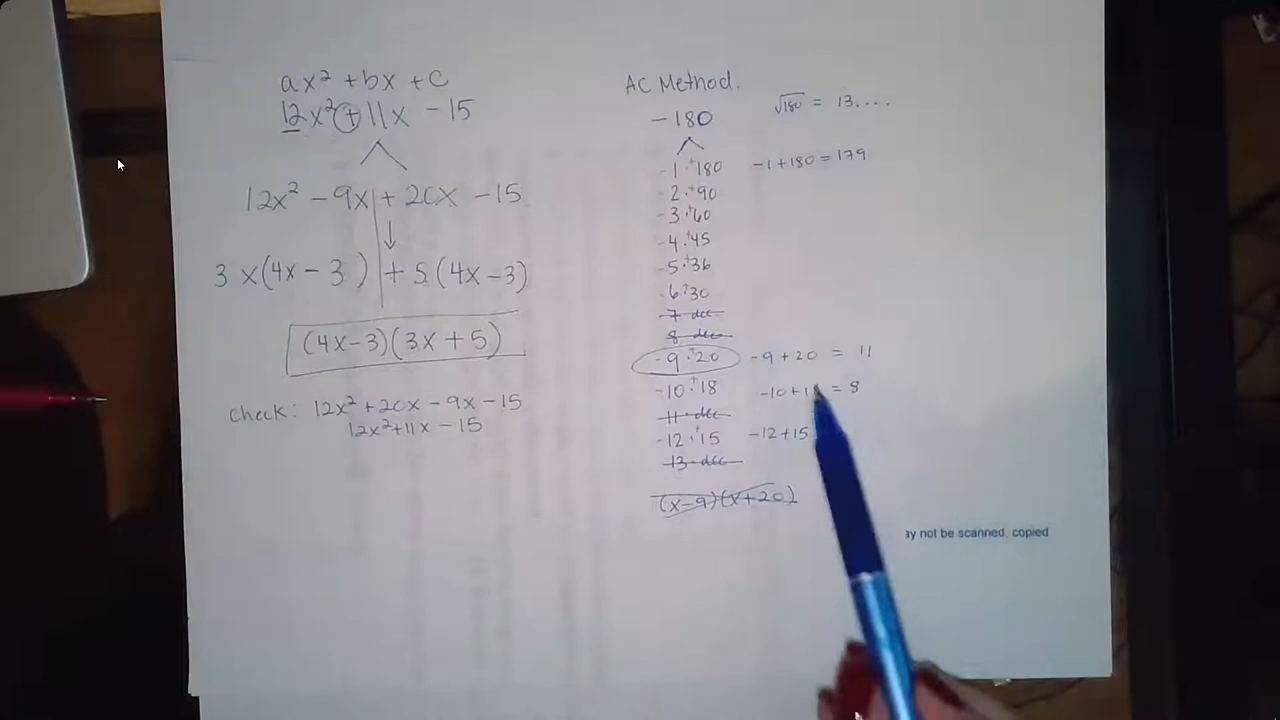 ax² + bx + c
12x² + 11x - 15
12x² - 9x + 20x - 15
3x(4x - 3) + 5(4x - 3)
(4x-3)(3x+5)
Check: 12x² + 20x - 9x - 15
12x² + 11x - 15
AC Method.
-180
√180 = 13....
-1·+180 -1+180 = 179
-2·+90
-3·+60
-4·+45
-5·+36
-6·+30
7 dec
8 dec
-9·+20 -9+20 = 11
-10·+18 = 8
11·dec
-12·+15 -12+15
13·dec
(x-9)(x+20)
ay not be scanned, copied